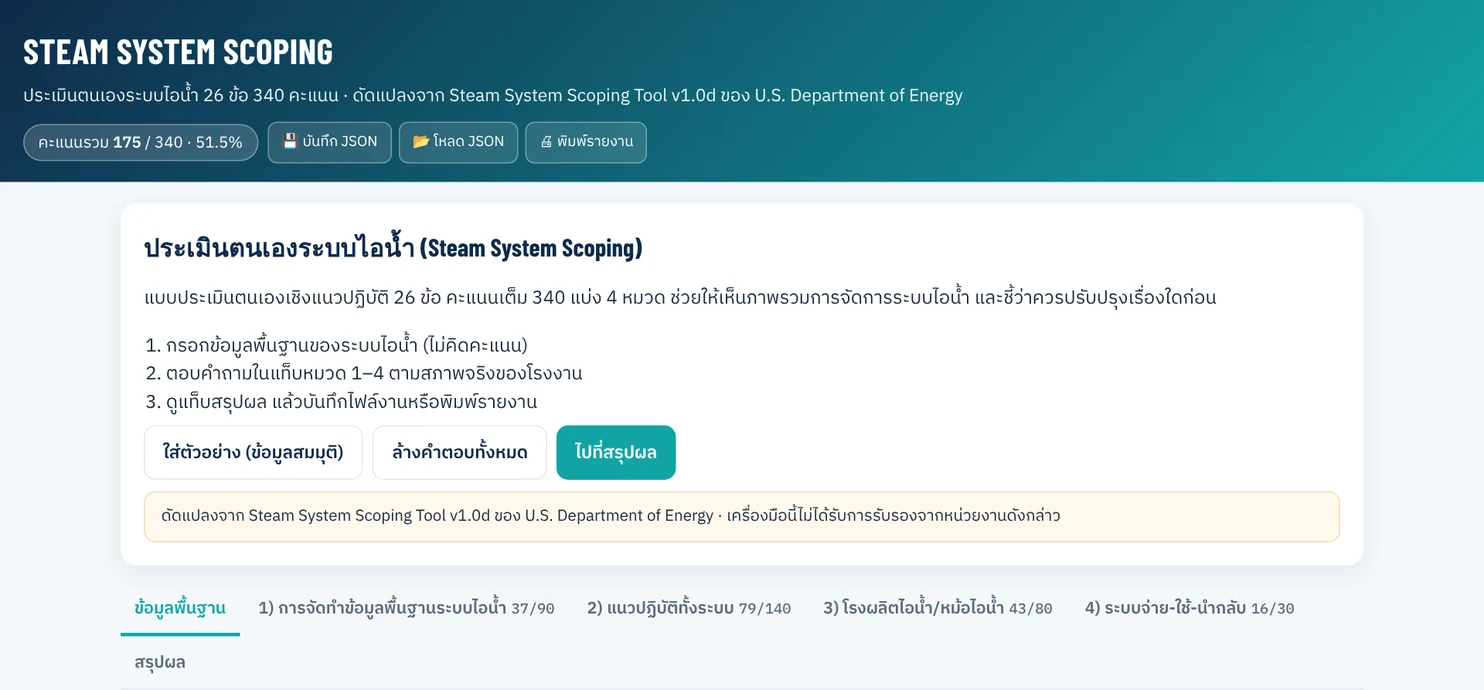 STEAM SYSTEM SCOPING
ประเมินตนเองระบบไอน้ำ 26 ข้อ 340 คะแนน · ดัดแปลงจาก Steam System Scoping Tool v1.0d ของ U.S. Department of Energy
คะแนนรวม 175 / 340 · 51.5%
💾 บันทึก JSON
📂 โหลด JSON
🖨 พิมพ์รายงาน
ประเมินตนเองระบบไอน้ำ (Steam System Scoping)
แบบประเมินตนเองเชิงแนวปฏิบัติ 26 ข้อ คะแนนเต็ม 340 แบ่ง 4 หมวด ช่วยให้เห็นภาพรวมการจัดการระบบไอน้ำ และชี้ว่าควรปรับปรุงเรื่องใดก่อน
1. กรอกข้อมูลพื้นฐานของระบบไอน้ำ (ไม่คิดคะแนน)
2. ตอบคำถามในแท็บหมวด 1–4 ตามสภาพจริงของโรงงาน
3. ดูแท็บสรุปผล แล้วบันทึกไฟล์งานหรือพิมพ์รายงาน
ใส่ตัวอย่าง (ข้อมูลสมมุติ)
ล้างคำตอบทั้งหมด
ไปที่สรุปผล
ดัดแปลงจาก Steam System Scoping Tool v1.0d ของ U.S. Department of Energy · เครื่องมือนี้ไม่ได้รับการรับรองจากหน่วยงานดังกล่าว
ข้อมูลพื้นฐาน
1) การจัดทำข้อมูลพื้นฐานระบบไอน้ำ 37/90
2) แนวปฏิบัติทั้งระบบ 79/140
3) โรงผลิตไอน้ำ/หม้อไอน้ำ 43/80
4) ระบบจ่าย-ใช้-นำกลับ 16/30
สรุปผล